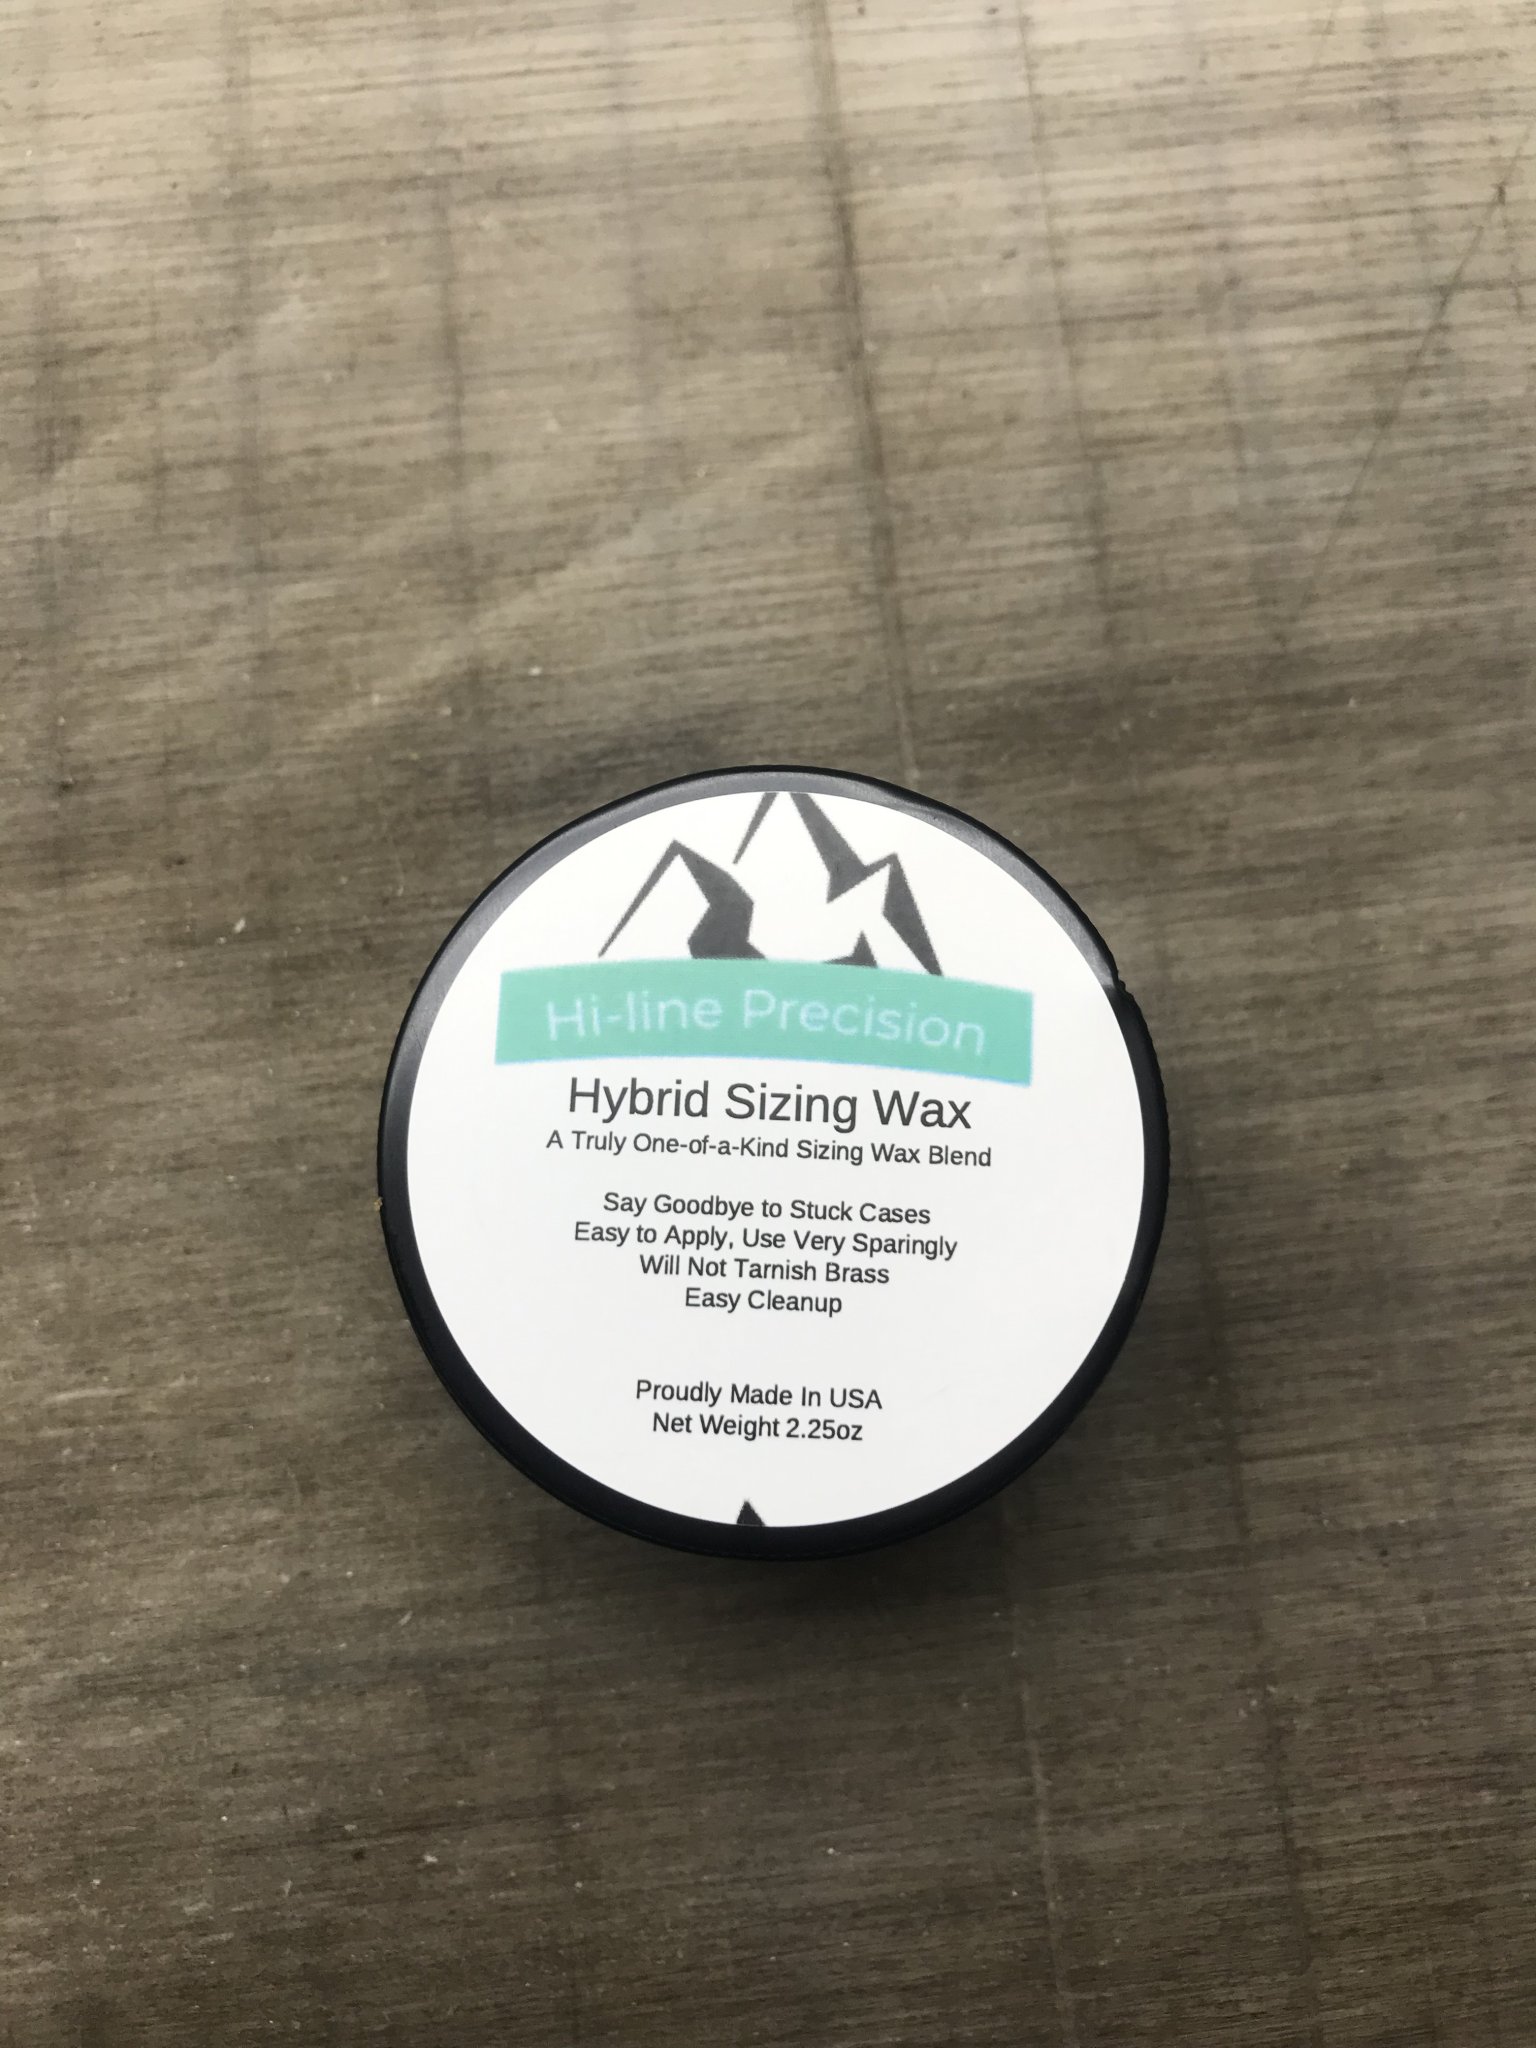 Hi-line Precision
Hybrid Sizing Wax
A Truly One-of-a-Kind Sizing Wax Blend
Say Goodbye to Stuck Cases
Easy to Apply, Use Very Sparingly
Will Not Tarnish Brass
Easy Cleanup
Proudly Made In USA
Net Weight 2.25oz